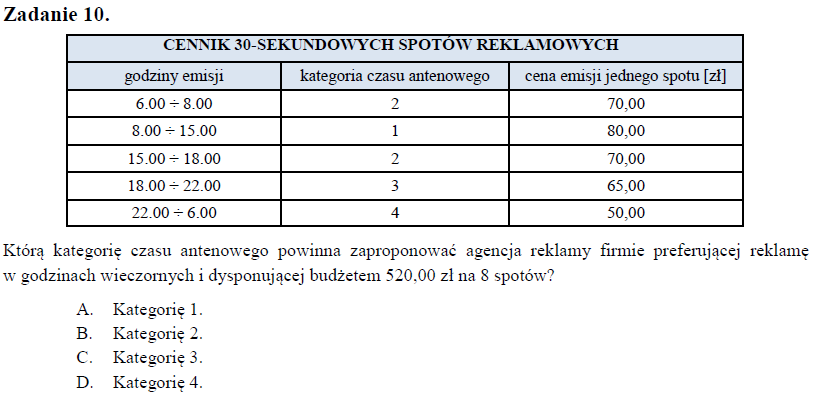 Zadanie 10.
CENNIK 30-SEKUNDOWYCH SPOTÓW REKLAMOWYCH
godziny emisji kategoria czasu antenowego cena emisji jednego spotu [zł]
6.00 ÷ 8.00 2 70,00
8.00 ÷ 15.00 1 80,00
15.00 ÷ 18.00 2 70,00
18.00 ÷ 22.00 3 65,00
22.00 ÷ 6.00 4 50,00
Którą kategorię czasu antenowego powinna zaproponować agencja reklamy firmie preferującej reklamę
w godzinach wieczornych i dysponującej budżetem 520,00 zł na 8 spotów?
A. Kategorię 1.
B. Kategorię 2.
C. Kategorię 3.
D. Kategorię 4.